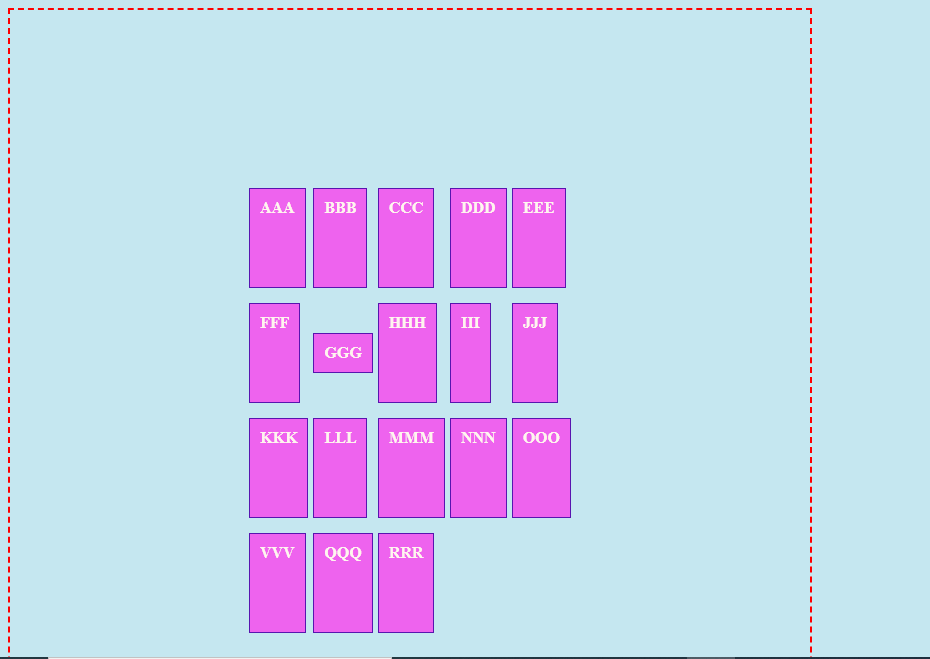 AAA BBB CCC DDD EEE
FFF GGG HHH III JJJ
KKK LLL MMM NNN OOO
VVV QQQ RRR